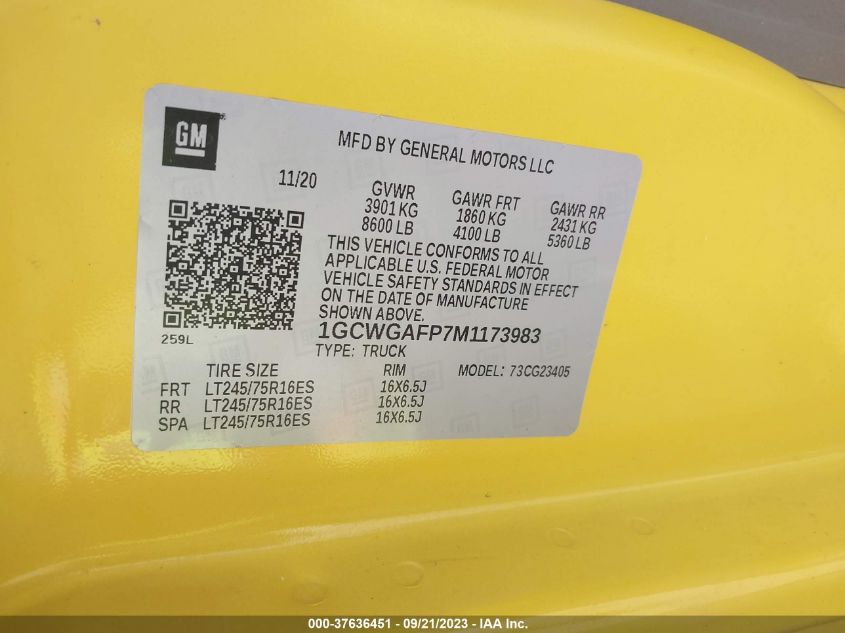 GM
MFD BY GENERAL MOTORS LLC
11/20
GVWR
3901 KG
8600 LB
GAWR FRT
1860 KG
4100 LB
GAWR RR
2431 KG
5360 LB
THIS VEHICLE CONFORMS TO ALL
APPLICABLE U.S. FEDERAL MOTOR
VEHICLE SAFETY STANDARDS IN EFFECT
ON THE DATE OF MANUFACTURE
SHOWN ABOVE.
259L
1GCWGAFP7M1173983
TYPE: TRUCK
TIRE SIZE RIM MODEL: 73CG23405
FRT LT245/75R16ES 16X6.5J
RR LT245/75R16ES 16X6.5J
SPA LT245/75R16ES 16X6.5J
000-37636451 - 09/21/2023 - IAA Inc.